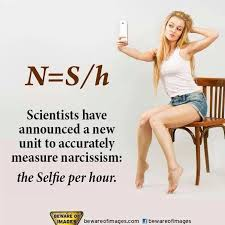 N=S/h
Scientists have
announced a new
unit to accurately
measure narcissism:
the Selfie per hour.
BEWARE OF
IMAGES
bewareofimages.com
bewareofimages